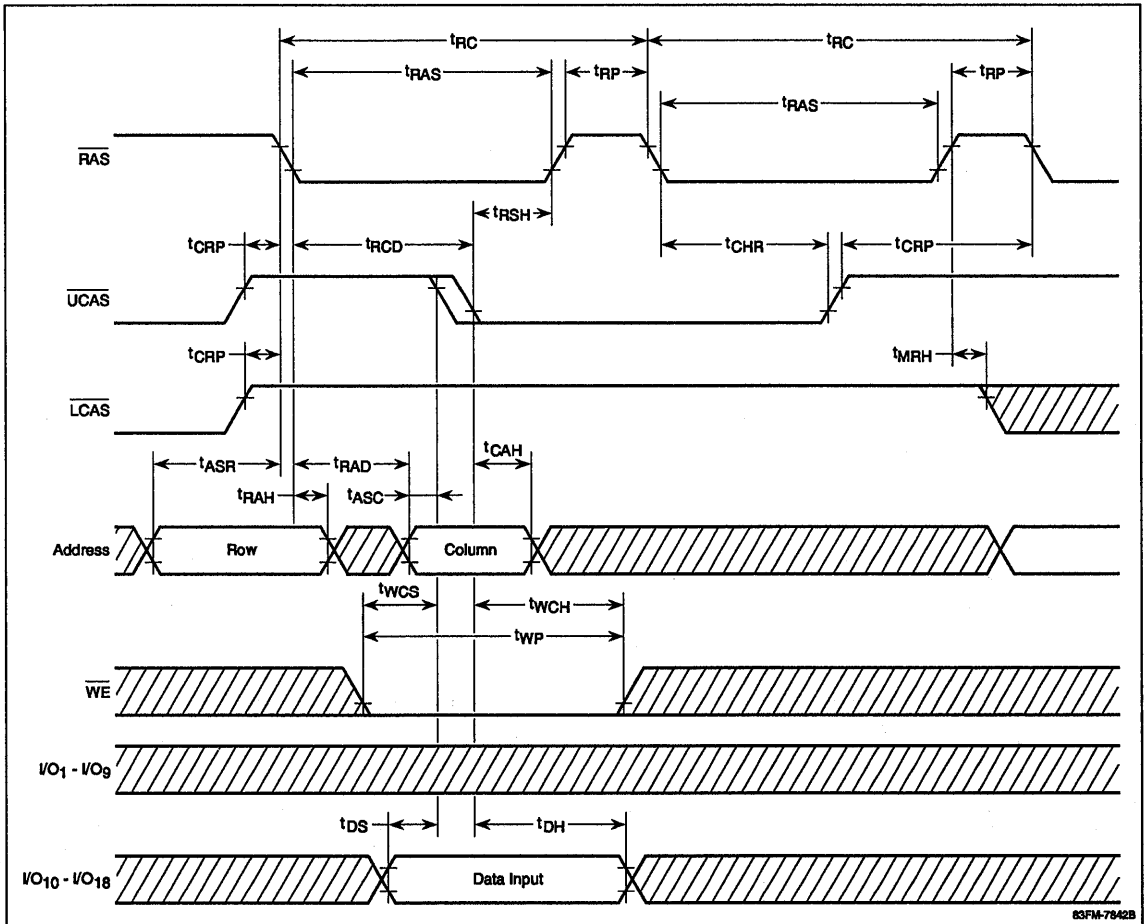 tRC tRC
tRAS tRP tRP
tRAS
RAS
tRSH
tCRP tRCD tCHR tCRP
UCAS
tCRP tMRH
LCAS
tCAH
tASR tRAD
tRAH tASC
Address Row Column
tWCS tWCH
tWP
WE
I/O1 - I/O9
tDS tDH
I/O10 - I/O18 Data Input
83FM-7842B